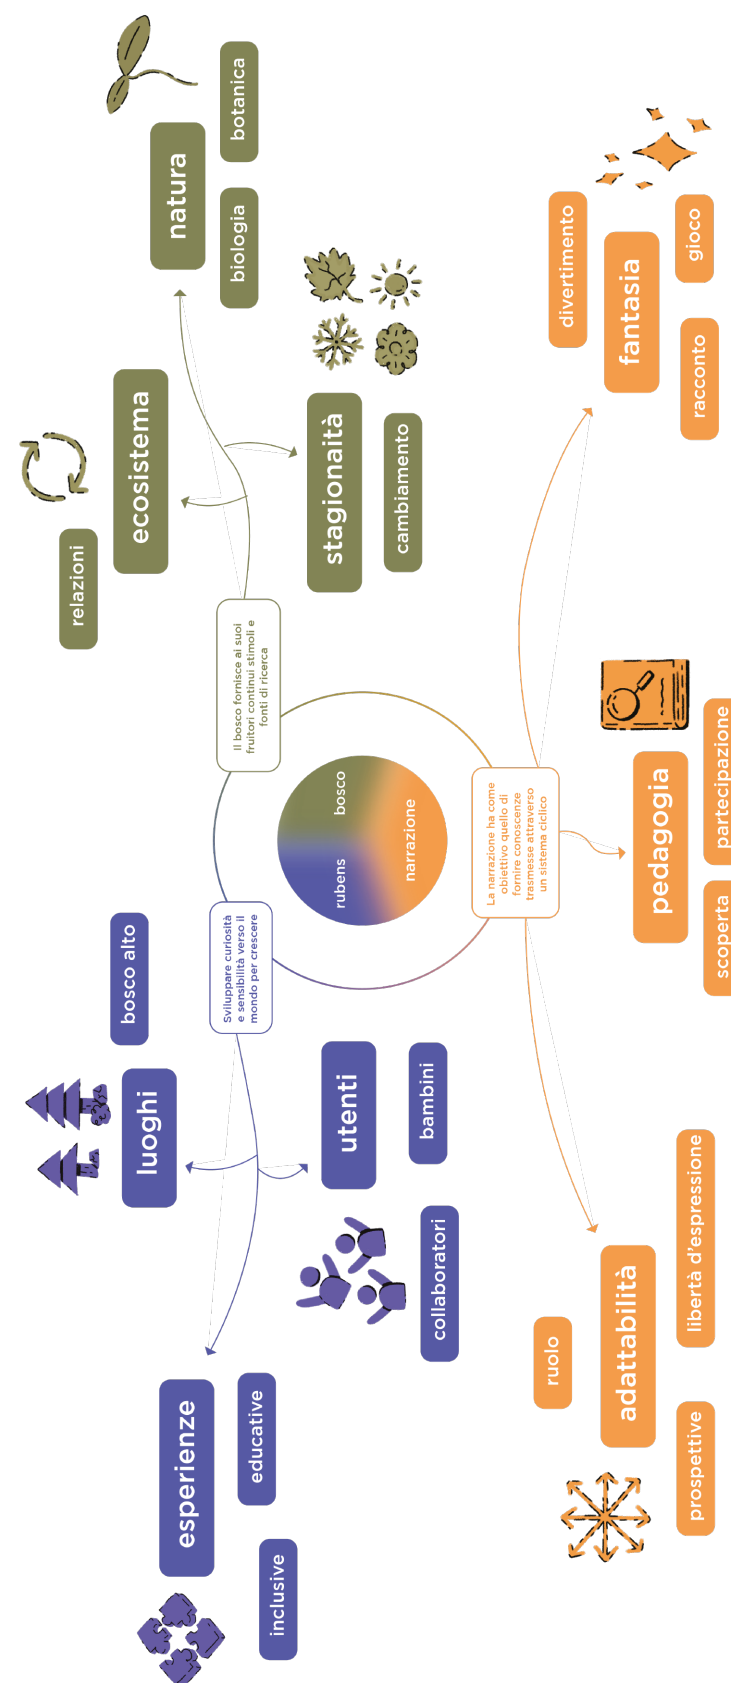 luoghi
bosco alto
esperienze
educative
inclusive
utenti
bambini
collaboratori
Sviluppare curiosità
e sensibilità verso il
mondo per crescere
relazioni
ecosistema
natura
biologia
botanica
stagionaità
cambiamento
Il bosco fornisce ai suoi
fruitori continui stimoli e
fonti di ricerca
rubens
bosco
narrazione
La narrazione ha come
obiettivo quello di
fornire conoscenze
trasmesse attraverso
un sistema ciclico
ruolo
adattabilità
prospettive
libertà d'espressione
pedagogia
scoperta
partecipazione
divertimento
fantasia
racconto
gioco